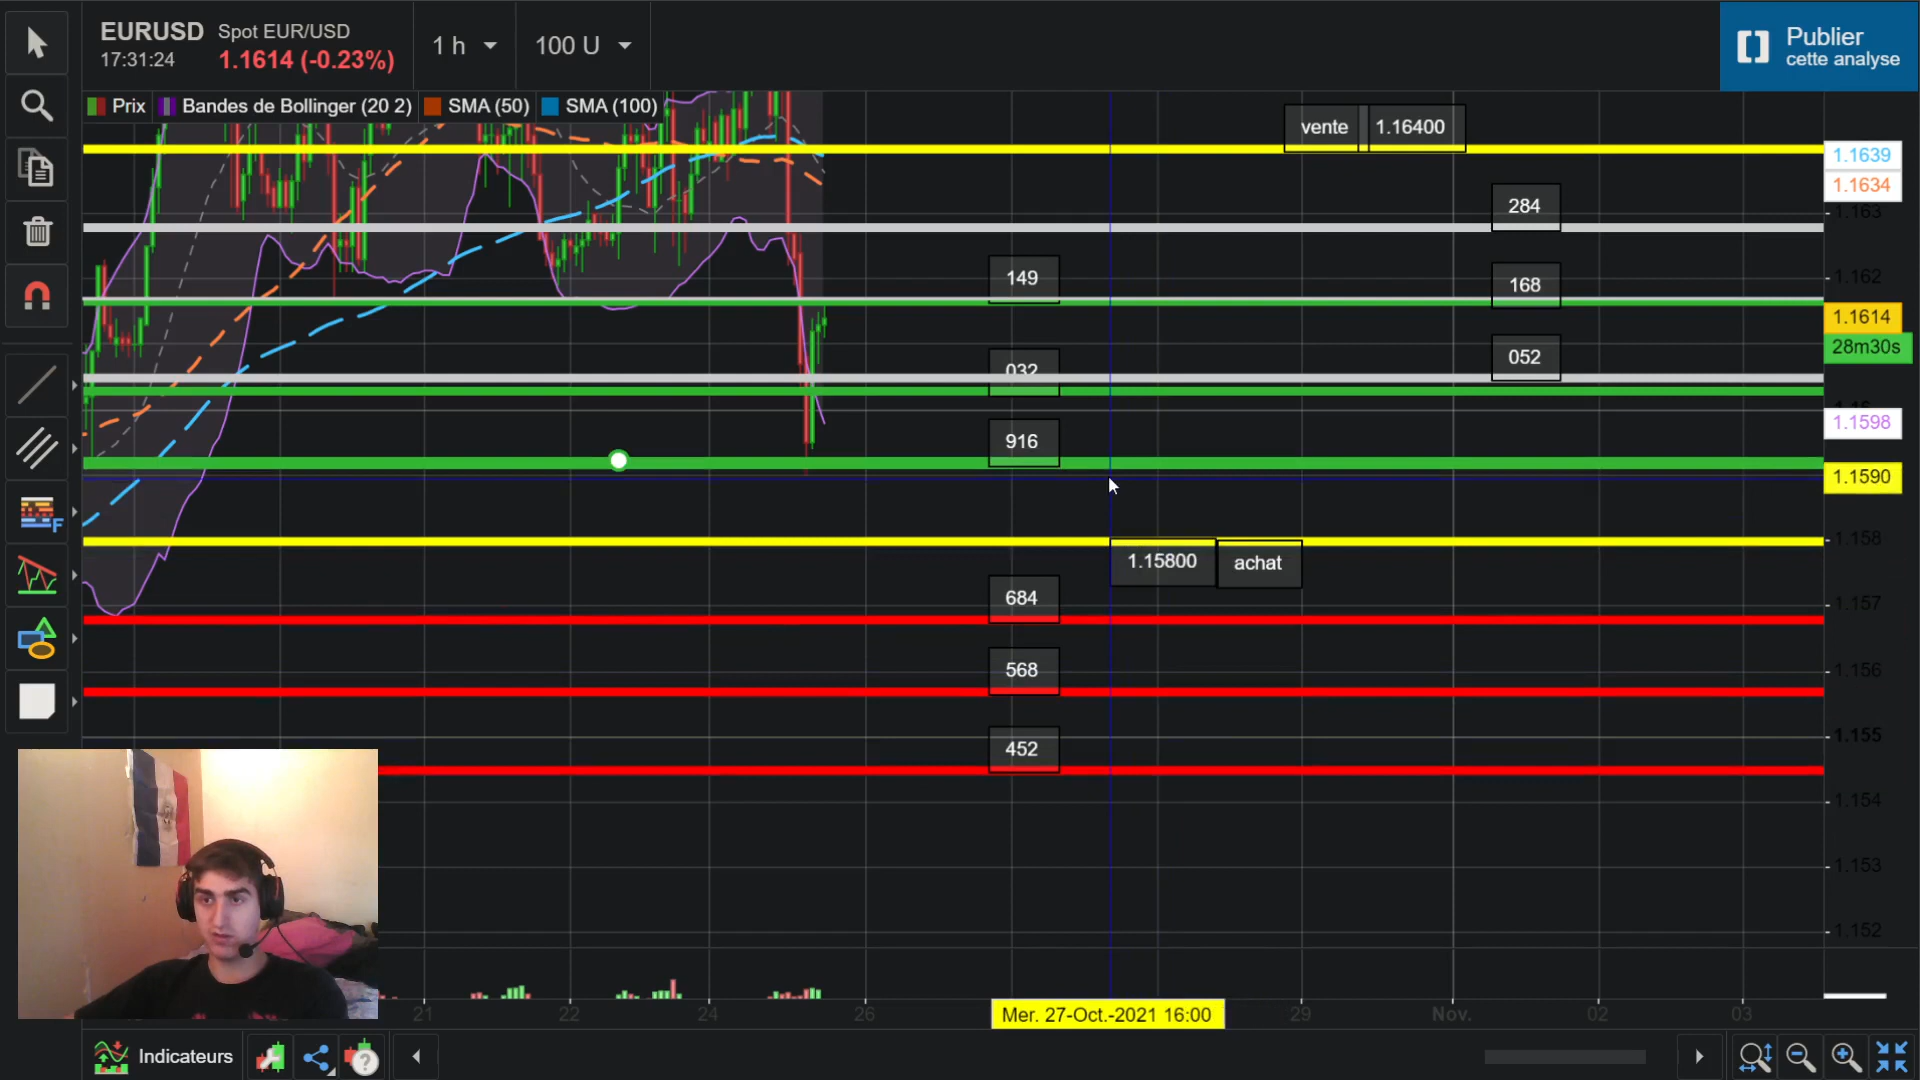 EURUSD
17:31:24
Spot EUR/USD
1.1614 (-0.23%)
1 h
100 U
Publier
cette analyse
Prix
Bandes de Bollinger (20 2)
SMA (50)
SMA (100)
vente
1.16400
284
149
168
032
052
916
1.15800
achat
684
568
452
1.1639
1.1634
1.163
1.162
1.1614
28m30s
1.1598
1.1590
1.158
1.157
1.156
1.155
1.154
1.153
1.152
21
22
24
26
Mer. 27-Oct.-2021 16:00
29
Nov.
02
03
Indicateurs